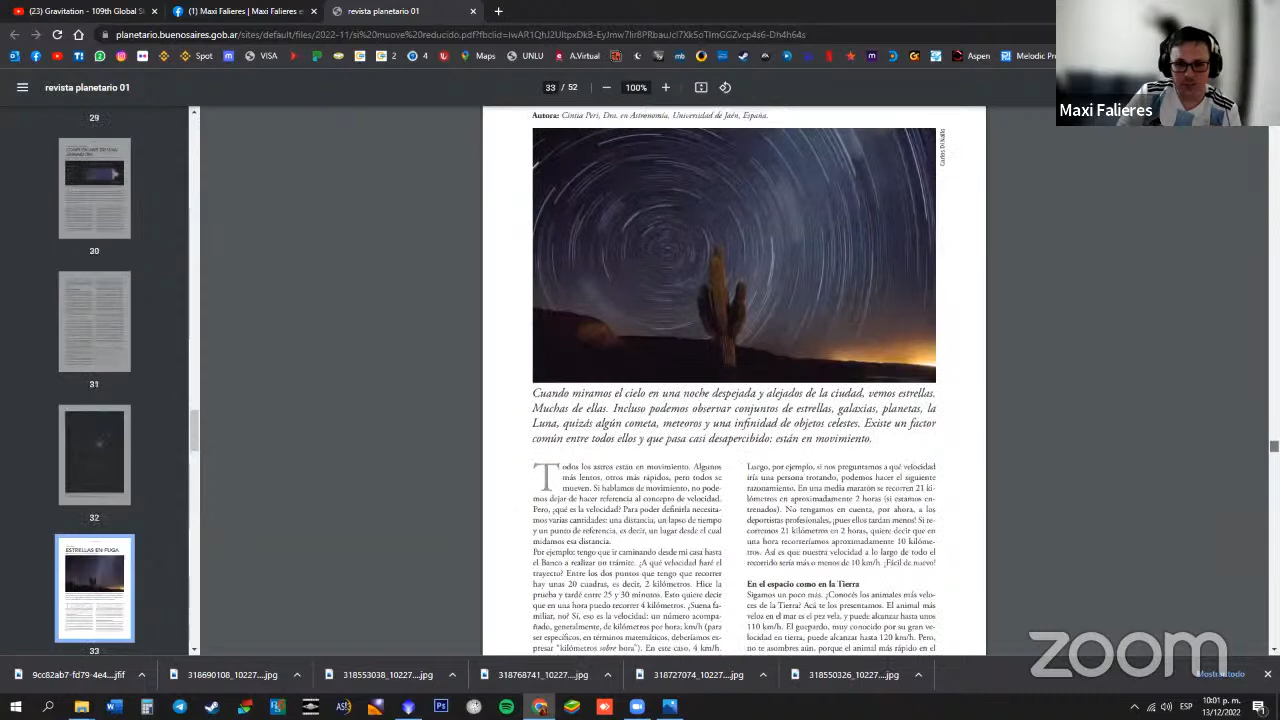 (23) Gravitation - 109th Global St
(1) Maxi Falieres e
revista planetario 01
planetario.buenosaires.gob.ar/sites/default/files/2022-11/si%20muove%20reducido.pdf?fbclid=
Spotify
VISA
UNLU
A.Virtual
Aspen
Melodic Pr
revista planetario 01
33 / 52
100%
Maxi Falieres
29
30
31
32
ESTRELLAS EN FUGA
33
Autora: Cintia Peri, Dra. en Astronomía, Universidad de Jaén, España.
Carlos Di Nallo
Cuando miramos el cielo en una noche despejada y alejados de la ciudad, vemos estrellas.
Muchas de ellas. Incluso podemos observar conjuntos de estrellas, galaxias, planetas, la
Luna, quizás algún cometa, meteoros y una infinidad de objetos celestes. Existe un factor
común entre todos ellos y que pasa casi desapercibido: están en movimiento.
Todos los astros están en movimiento. Algunos
más lentos, otros más rápidos, pero todos se
mueven. Si hablamos de movimiento, no pode-
mos dejar de hacer referencia al concepto de velocidad.
Pero, ¿qué es la velocidad? Para poder definirla necesita-
mos varias cantidades: una distancia, un lapso de tiempo
y un punto de referencia, es decir, un lugar desde el cual
midamos esa distancia.
Por ejemplo: tengo que ir caminando desde mi casa hasta
el Banco a realizar un trámite. ¿A qué velocidad haré el
trayecto? Entre los dos puntos que tengo que recorrer
hay unas 20 cuadras, es decir, 2 kilómetros. Hice la
prueba y tardé entre 25 y 30 minutos. Esto quiere decir
que en una hora puedo recorrer 4 kilómetros. ¿Suena fa-
miliar, no? Sí, eso es la velocidad: un número acompa-
ñado, generalmente, de kilómetros por hora; km/h (para
ser específicos, en términos matemáticos, deberíamos ex-
presar "kilómetros sobre hora"). En este caso, 4 km/h.
Luego, por ejemplo, si nos preguntamos a qué velocidad
iría una persona trotando, podemos hacer el siguiente
razonamiento. En una media maratón se recorren 21 ki-
lómetros en aproximadamente 2 horas (si estamos en-
trenados). No tengamos en cuenta, por ahora, a los
deportistas profesionales, ¡pues ellos tardan menos! Si re-
corremos 21 kilómetros en 2 horas, quiere decir que en
una hora recorreríamos aproximadamente 10 kilóme-
tros. Así es que nuestra velocidad a lo largo de todo el
recorrido sería más o menos de 10 km/h. ¡Fácil de nuevo!
En el espacio como en la Tierra
Sigamos un poco más. ¿Conocés los animales más velo-
ces de la Tierra? Acá te los presentamos. El animal más
veloz en el mar es el pez vela, y puede alcanzar hasta unos
110 km/h. El guepardo, muy conocido por su gran ve-
locidad en tierra, puede alcanzar hasta 120 km/h. Pero,
no te asombres aún, porque el animal más rápido en el
zoom
9c62ab7-fd79-4e4....jfif
318550326_10227....jpg
318553038_10227....jpg
318968741_10227....jpg
318727074_10227....jpg
318550326_10227....jpg
Mostrar todo
ESP
10:01 p. m.
13/12/2022